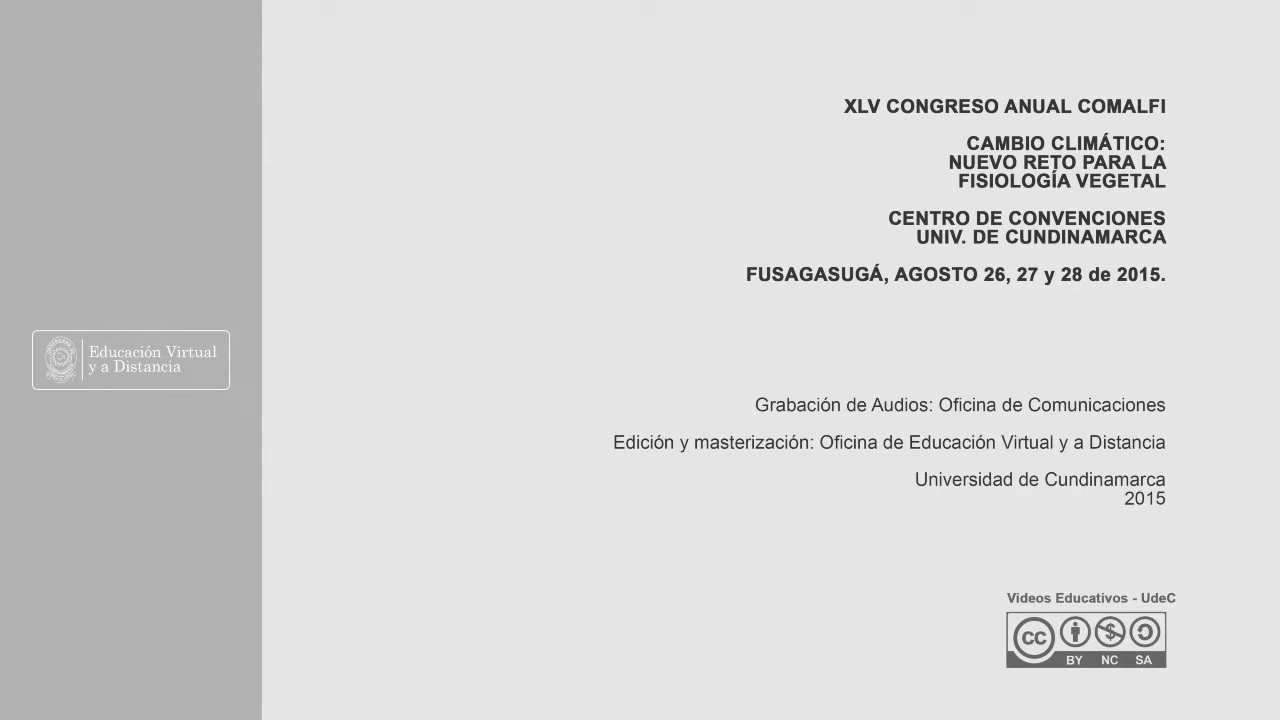 XLV CONGRESO ANUAL COMALFI
CAMBIO CLIMÁTICO:
NUEVO RETO PARA LA
FISIOLOGÍA VEGETAL
CENTRO DE CONVENCIONES
UNIV. DE CUNDINAMARCA
FUSAGASUGÁ, AGOSTO 26, 27 y 28 de 2015.
Educación Virtual
y a Distancia
Grabación de Audios: Oficina de Comunicaciones
Edición y masterización: Oficina de Educación Virtual y a Distancia
Universidad de Cundinamarca
2015
Videos Educativos - UdeC
cc
BY NC SA